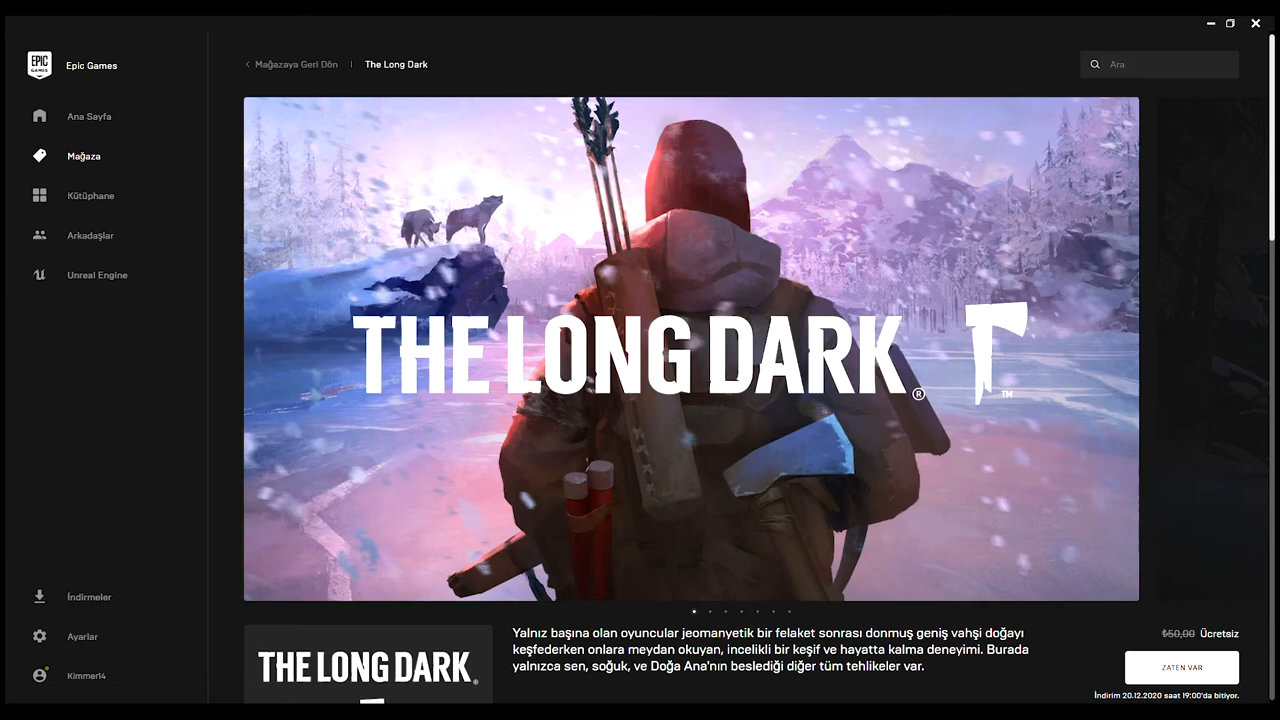 EPIC GAMES
Epic Games
Ana Sayfa
Mağaza
Kütüphane
Arkadaşlar
Unreal Engine
İndirmeler
Ayarlar
Kimmerl4
< Mağazaya Geri Dön | The Long Dark
Ara
THE LONG DARK ® ™
THE LONG DARK®
Yalnız başına olan oyuncular jeomanyetik bir felaket sonrası donmuş geniş vahşi doğayı
keşfederken onlara meydan okuyan, incelikli bir keşif ve hayatta kalma deneyimi. Burada
yalnızca sen, soğuk, ve Doğa Ana'nın beslediği diğer tüm tehlikeler var.
₺50,00 Ücretsiz
ZATEN VAR
İndirim 20.12.2020 saat 19:00'da bitiyor.